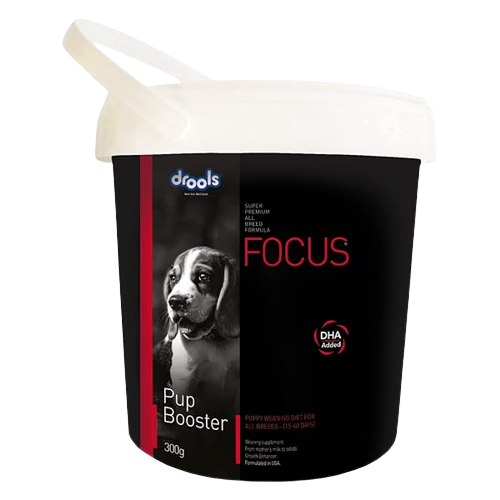 drools
SUPER
PREMIUM
ALL
BREED
FORMULA
FOCUS
DHA
Added
Pup
Booster
300g
PUPPY WEANING DIET FOR
ALL BREEDS - (15-60 DAYS)
Weaning supplement
From mother's milk to solids.
Growth Enhancer.
Formulated in USA.